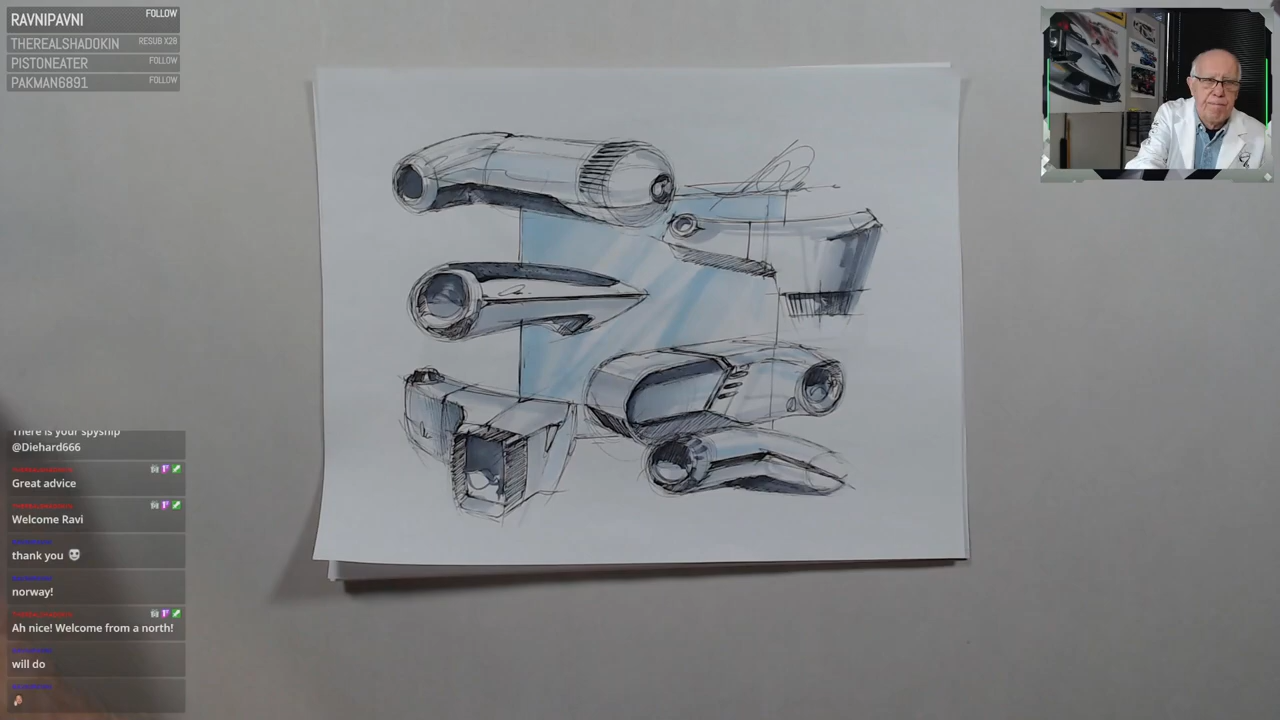 RAVNIPAVNI FOLLOW
THEREALSHADOKIN RESUB X28
PISTONEATER FOLLOW
PAKMAN6891 FOLLOW
There is your spyship
@Diehard666
Great advice
Welcome Ravi
thank you
norway!
Ah nice! Welcome from a north!
will do